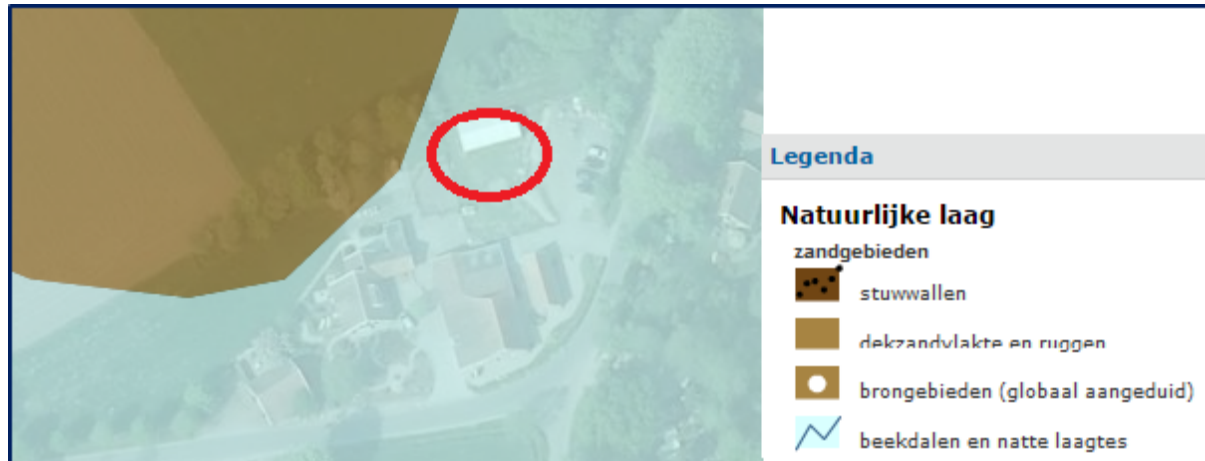 Legenda
Natuurlijke laag
zandgebieden
stuwwallen
dekzandvlakte en ruggen
brongebieden (globaal aangeduid)
beekdalen en natte laagtes